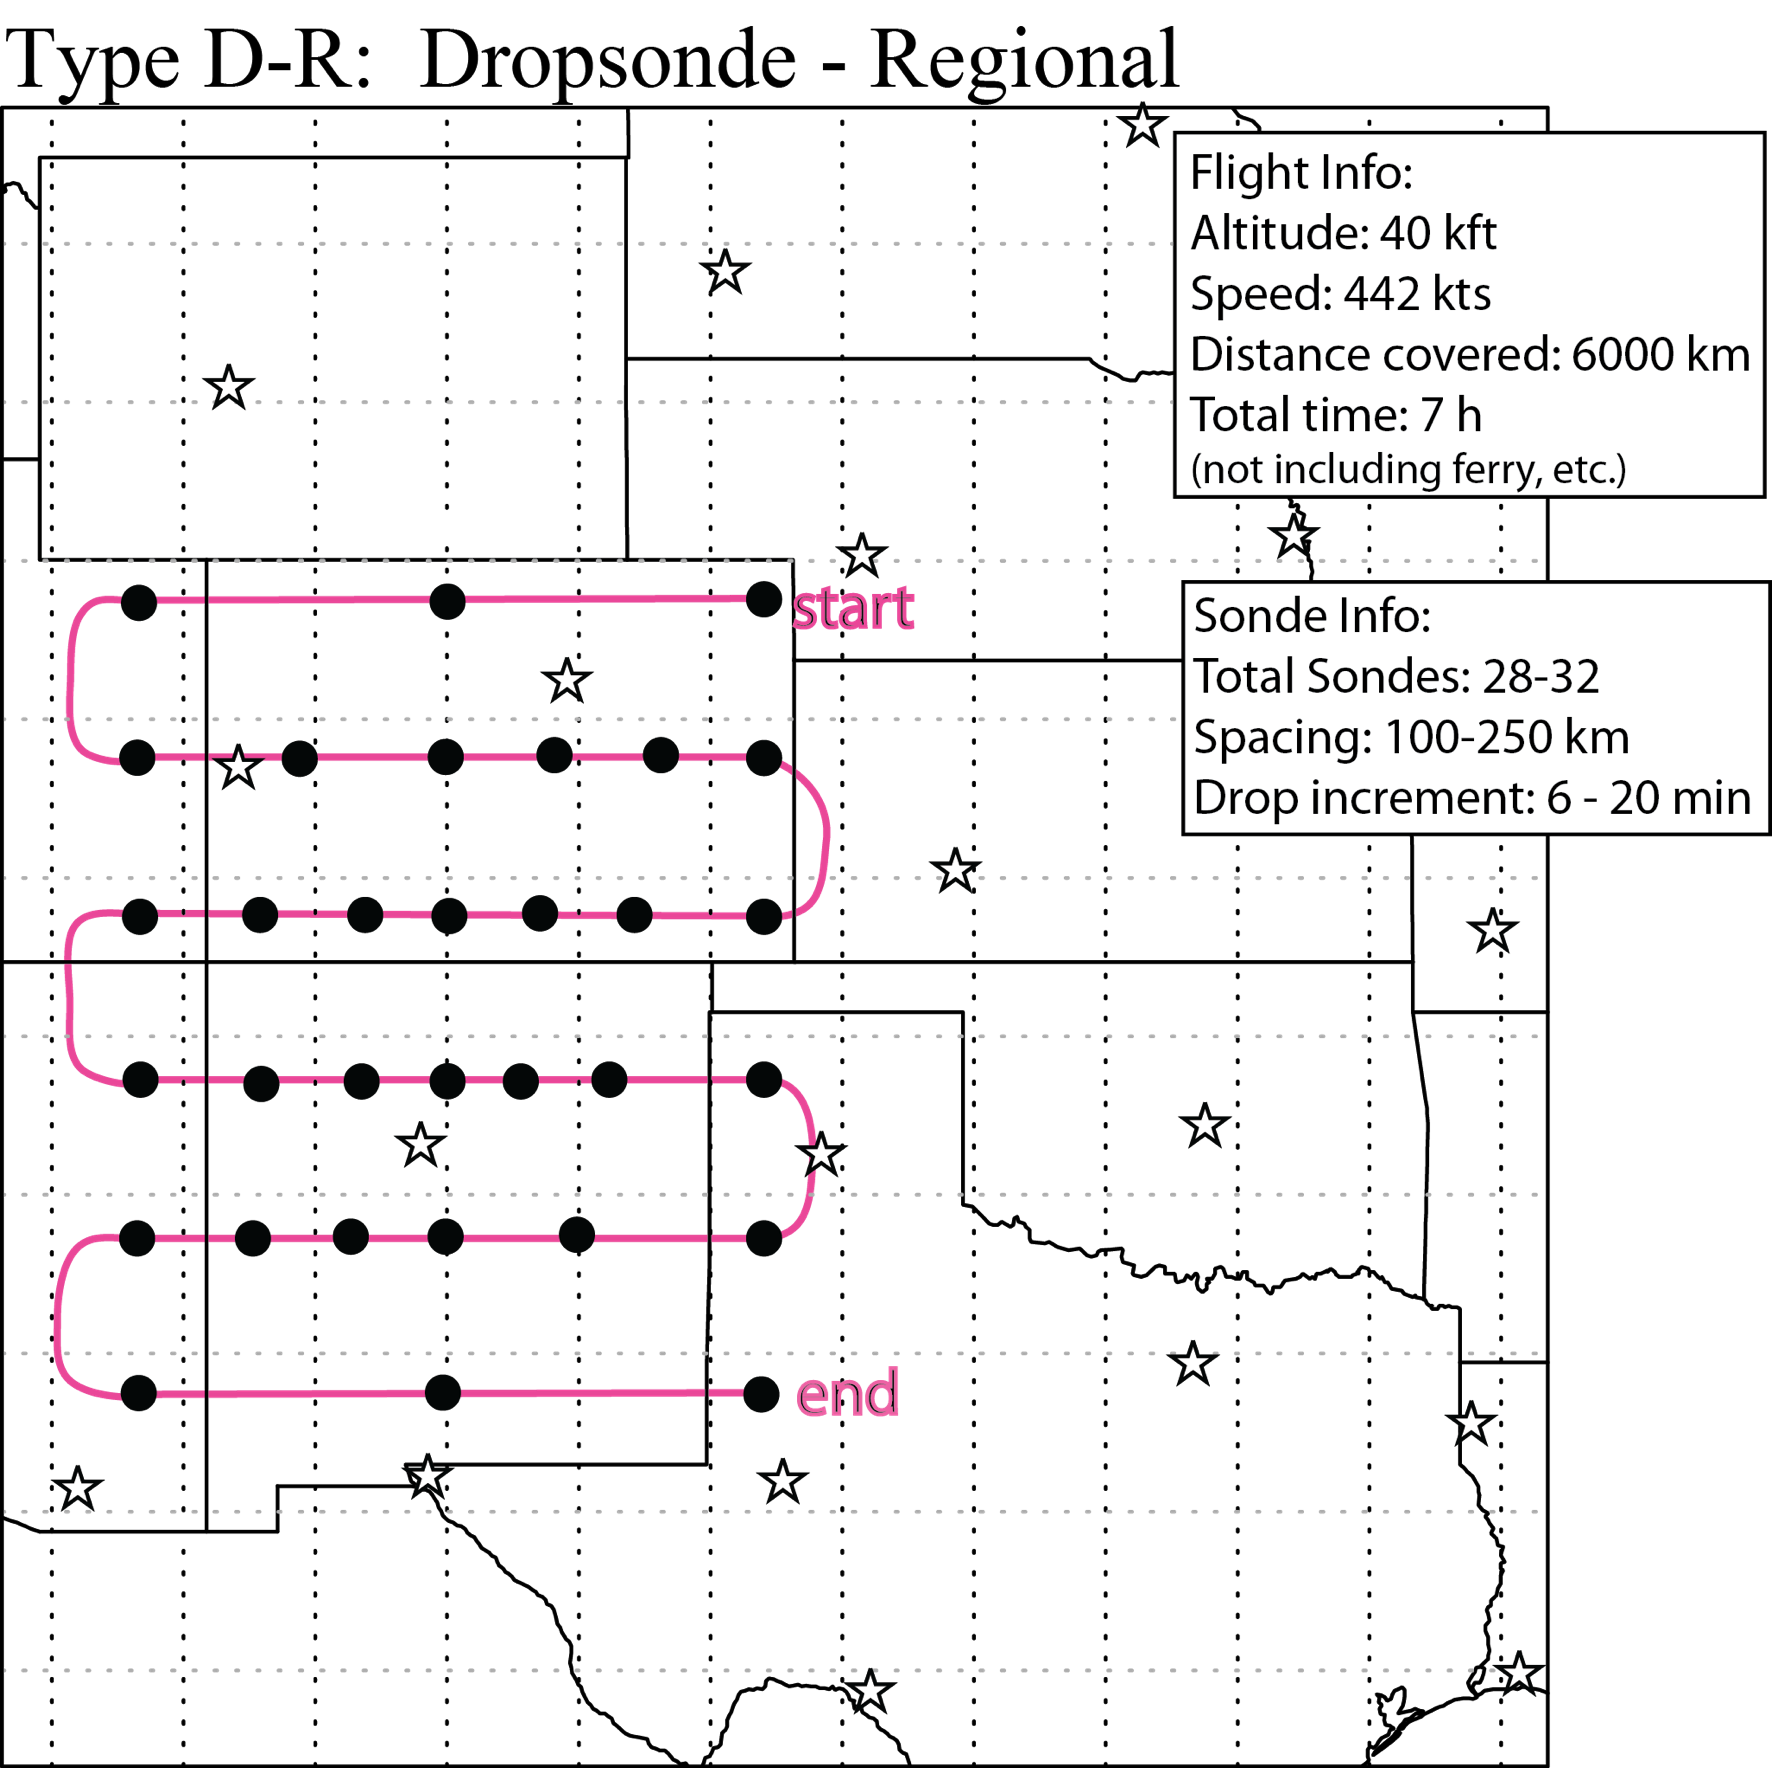 Type D-R:  Dropsonde - Regional
Flight Info:
Altitude: 40 kft
Speed: 442 kts
Distance covered: 6000 km
Total time: 7 h
(not including ferry, etc.)
start
Sonde Info:
Total Sondes: 28-32
Spacing: 100-250 km
Drop increment: 6 - 20 min
end